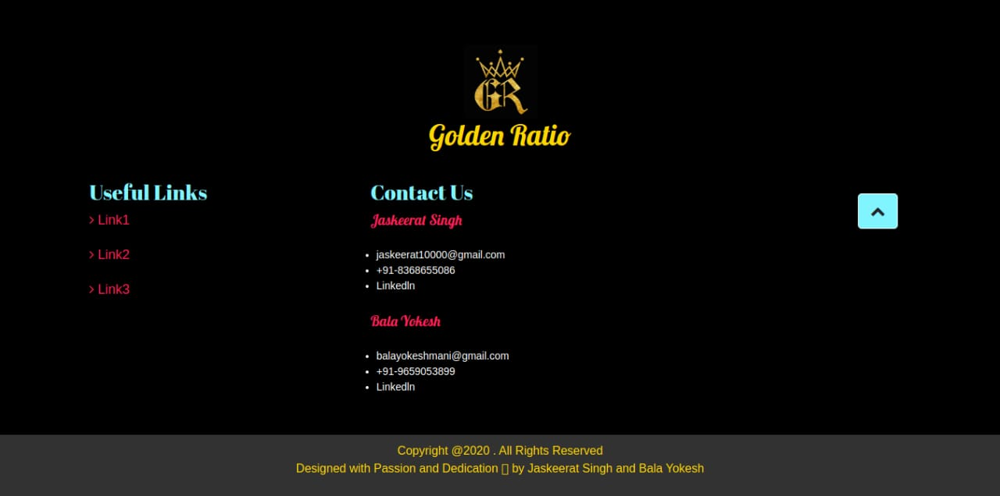 GR
Golden Ratio
Useful Links
Link1
Link2
Link3
Contact Us
Jaskeerat Singh
jaskeerat10000@gmail.com
+91-8368655086
LinkedIn
Bala Yokesh
balayokeshmani@gmail.com
+91-9659053899
LinkedIn
Copyright @2020 . All Rights Reserved
Designed with Passion and Dedication by Jaskeerat Singh and Bala Yokesh